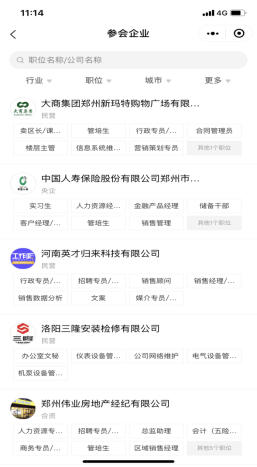 11:14
4G
参会企业
职位名称/公司名称
行业 职位 城市 更多
大商集团郑州新玛特购物广场有限...
民营
卖区长/课... 管培生 行政专员/... 合同管理员
楼层主管 信息系统维... 营销策划专员 其他1个职位
中国人寿保险股份有限公司郑州市...
央企
实习生 人力资源经... 金融产品经理 储备干部
客户经理/... 管培生 销售管理 其他1个职位
河南英才归来科技有限公司
民营
行政专员/... 招聘专员/... 销售顾问 销售经理/...
销售数据分析 文案 媒介专员/...
洛阳三隆安装检修有限公司
民营
办公室文秘 仪表设备管... 公司网络维护 电气设备管...
机泵设备管...
郑州伟业房地产经纪有限公司
合资
人力资源专... 招聘专员/... 总监助理 会计（五险...
商务专员/... 管培生 区域销售经理 其他5个职位